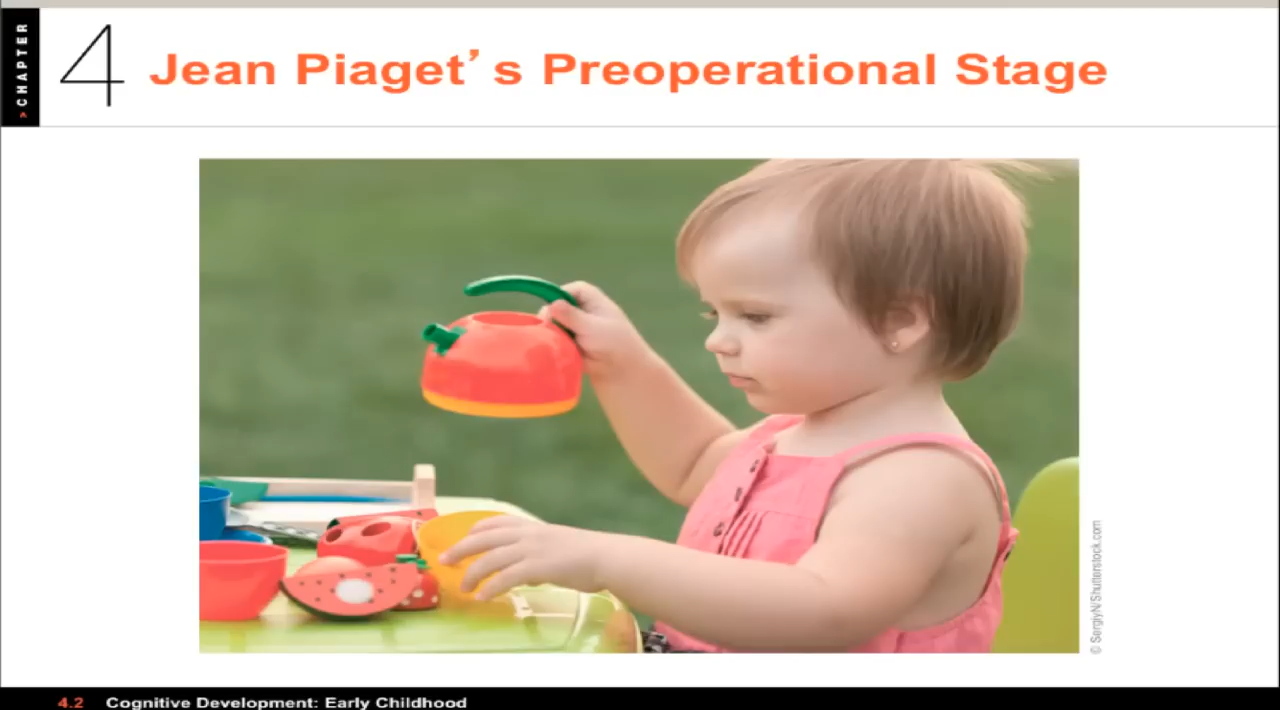 CHAPTER
4 Jean Piaget's Preoperational Stage
© SergiyN/Shutterstock.com
4.2 Cognitive Development: Early Childhood